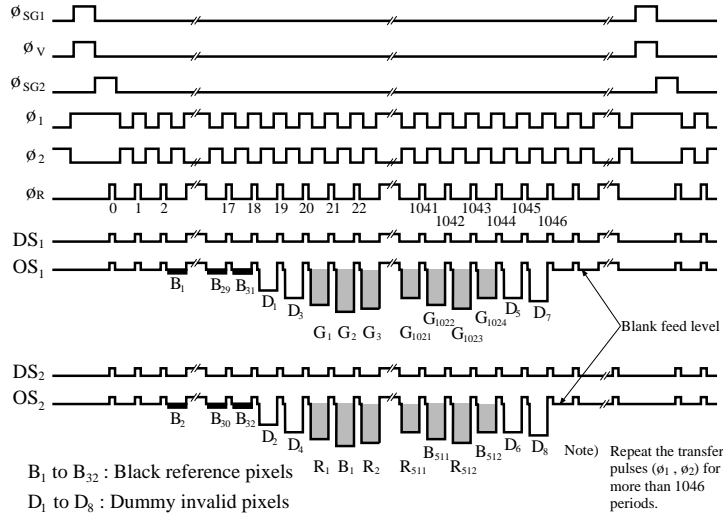 ø SG1
ø V
ø SG2
ø 1
ø 2
øR
0 1 2 17 18 19 20 21 22 1041 1043 1045
1042 1044 1046
DS1
OS1
B1 B29 B31 D1 D3 G1 G2 G3 G1021 G1022 G1023 G1024 D5 D7
Blank feed level
DS2
OS2
B2 B30 B32 D2 D4 R1 B1 R2 R511 B511 R512 B512 D6 D8
B1 to B32 : Black reference pixels
D1 to D8 : Dummy invalid pixels
Note) Repeat the transfer
pulses (ø1 , ø2) for
more than 1046
periods.